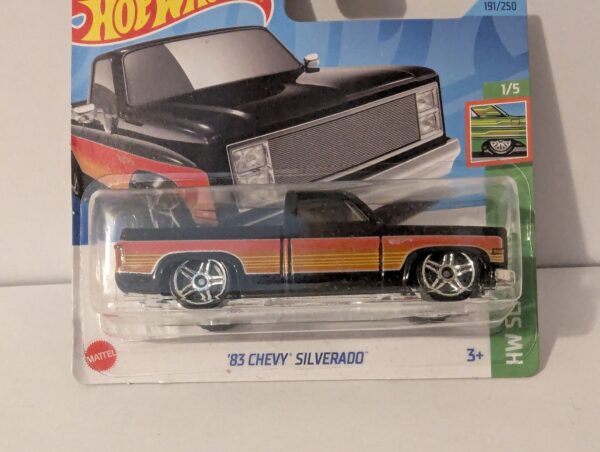 HOT WHEELS
191/250
1/5
'83 CHEVY SILVERADO
3+
MATTEL
HW